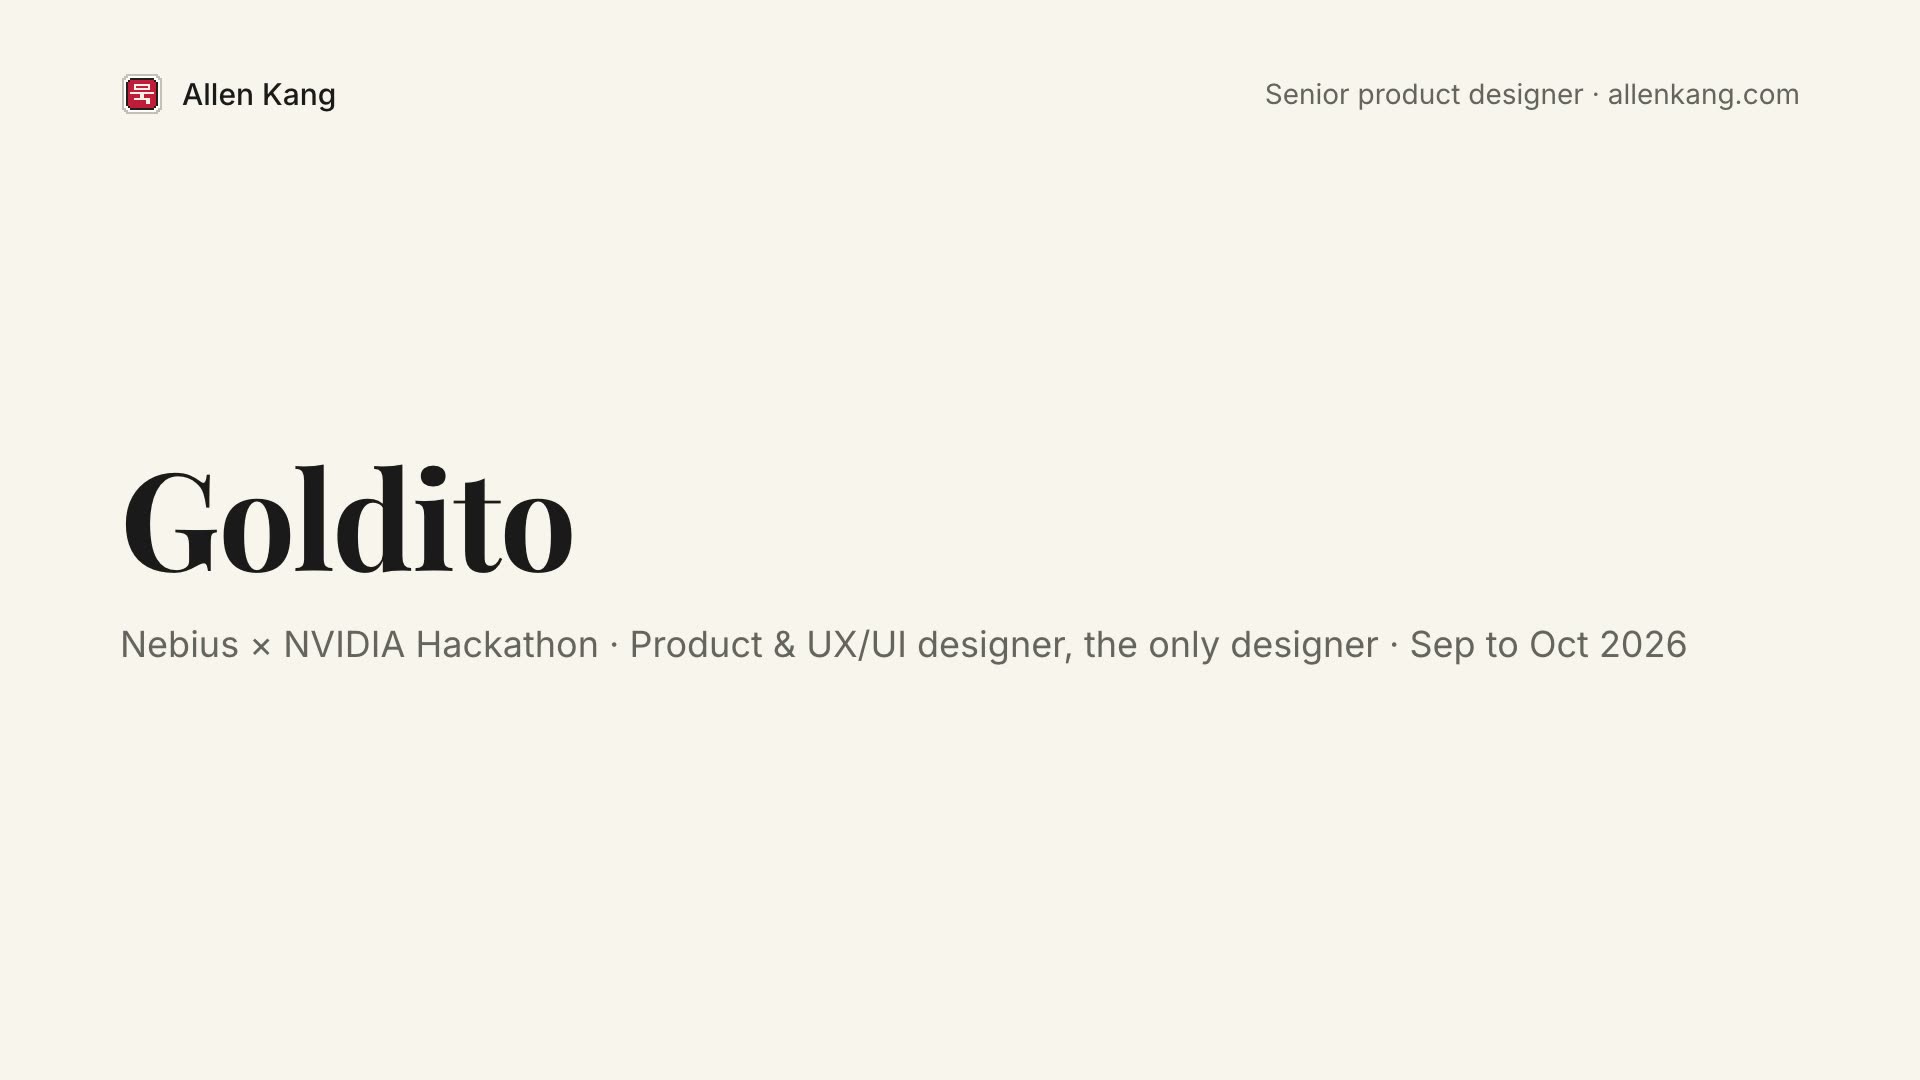 묵
Allen Kang
Senior product designer · allenkang.com
Goldito
Nebius × NVIDIA Hackathon · Product & UX/UI designer, the only designer · Sep to Oct 2026